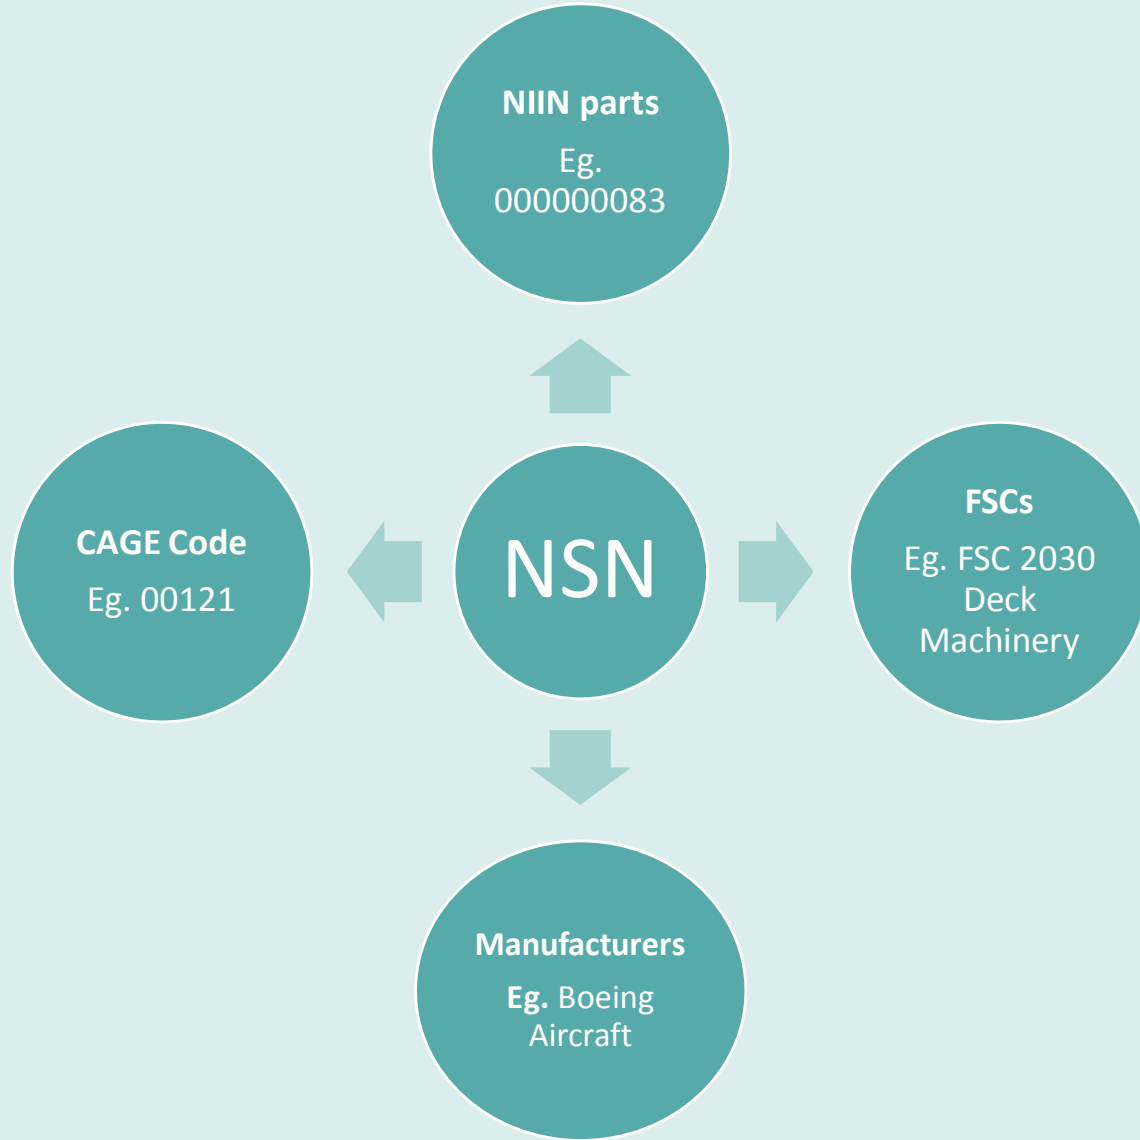 NIIN parts
Eg.
000000083
CAGE Code
Eg. 00121
NSN
FSCs
Eg. FSC 2030
Deck
Machinery
Manufacturers
Eg. Boeing
Aircraft